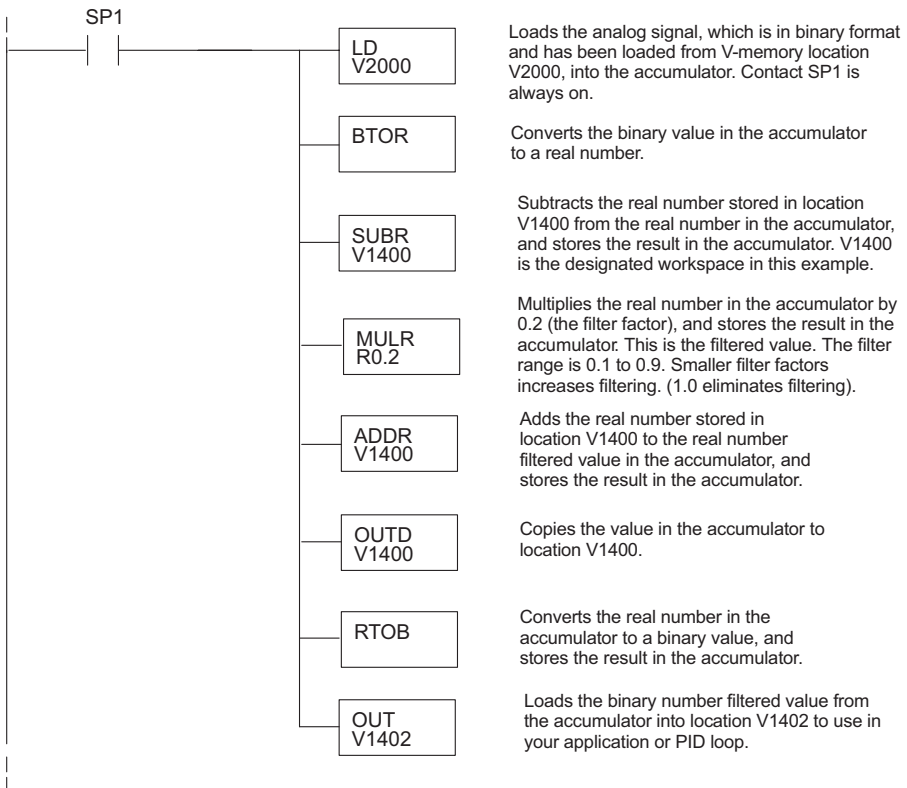 SP1
LD
V2000
Loads the analog signal, which is in binary format
and has been loaded from V-memory location
V2000, into the accumulator. Contact SP1 is
always on.
BTOR
Converts the binary value in the accumulator
to a real number.
SUBR
V1400
Subtracts the real number stored in location
V1400 from the real number in the accumulator,
and stores the result in the accumulator. V1400
is the designated workspace in this example.
MULR
R0.2
Multiplies the real number in the accumulator by
0.2 (the filter factor), and stores the result in the
accumulator. This is the filtered value. The filter
range is 0.1 to 0.9. Smaller filter factors
increases filtering. (1.0 eliminates filtering).
ADDR
V1400
Adds the real number stored in
location V1400 to the real number
filtered value in the accumulator, and
stores the result in the accumulator.
OUTD
V1400
Copies the value in the accumulator to
location V1400.
RTOB
Converts the real number in the
accumulator to a binary value, and
stores the result in the accumulator.
OUT
V1402
Loads the binary number filtered value from
the accumulator into location V1402 to use in
your application or PID loop.